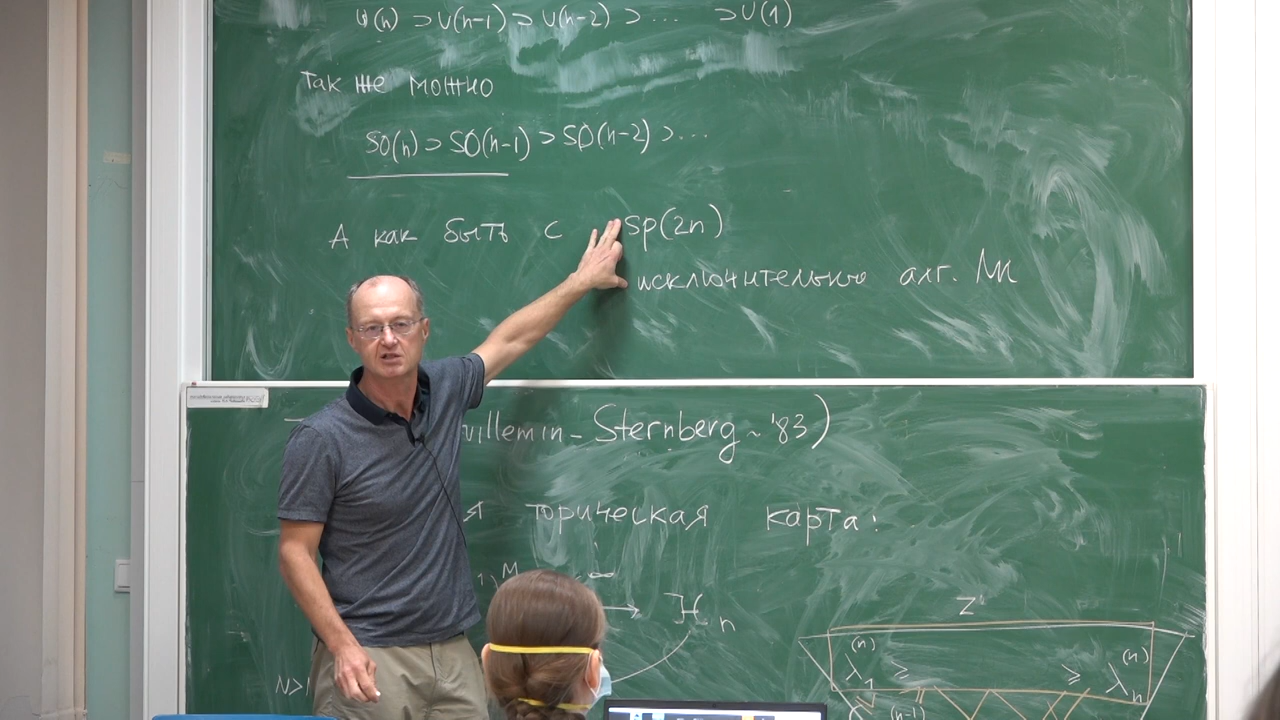 U(n) ⊃ U(n-1) ⊃ U(n-2) ⊃ ... ⊃ U(1)
Так же можно
SO(n) ⊃ SO(n-1) ⊃ SO(n-2) ⊃ ...
А как быть с sp(2n)
исключительные алг. Ли
uillemin - Sternberg ~ '83)
я торическая карта:
M ∞
→ ℋn
N>1
z
λ1(n) ≥ ≥ λn(n)
(n-1)